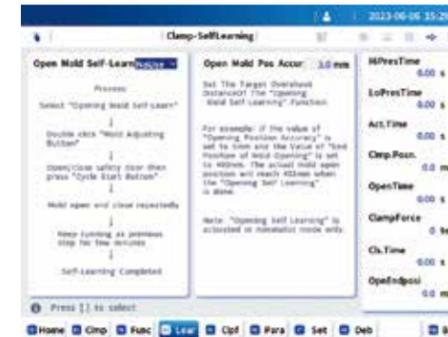 2023-06-06 15:29
Clamp-SelfLearning
Open Mold Self-Learn NoUse
Process:
Select "Opening Mold Self-Learn"
Double click "Mold Adjusting
Button"
Open/close safety door then
press "Cycle Start Button"
Mold open and close repeatedly
Keep running as previous
step for few minutes
Self-Learning Completed
Open Mold Pos Accur 3.0 mm
Set The Target Overshoot
Distance Of The "Opening
Mold Self Learning" Function.
For example: if the value of
"Opening Position Accuracy" is
set to 3mm and the Value of "End
Position of Mold Opening" is set
to 400mm. The actual mold open
position will reach 403mm when
the "Opening Self Learning"
is done.
Note: "Opening Self Learning" is
activated in
mode only.
HiPresTime
0.00 s
LoPresTime
0.00 s
Act.Time
0.00 s
Clmp.Posn.
0.0 m
OpenTime
0.00 s
ClampForce
0
Cls.Time
0.00 s
OpeEndposi
0.0 m
Press [] to select
Home Clmp Func Lear Clpf Para Set Deb